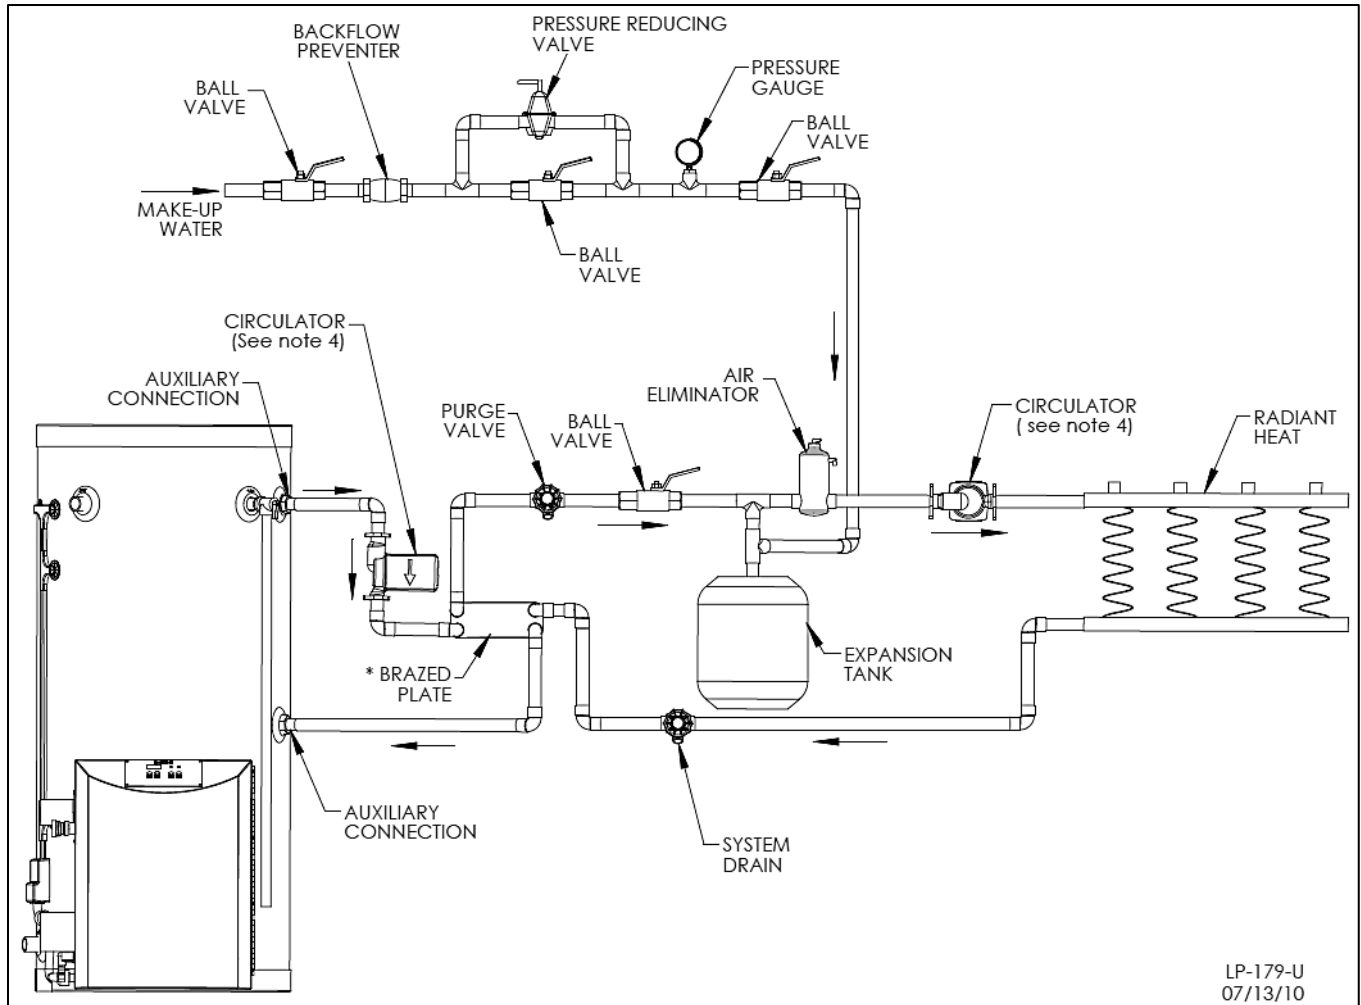 BACKFLOW
PREVENTER
PRESSURE REDUCING
VALVE
PRESSURE
GAUGE
BALL
VALVE
BALL
VALVE
MAKE-UP
WATER
BALL
VALVE
CIRCULATOR
(See note 4)
AUXILIARY
CONNECTION
PURGE
VALVE
BALL
VALVE
AIR
ELIMINATOR
CIRCULATOR
( see note 4)
RADIANT
HEAT
* BRAZED
PLATE
EXPANSION
TANK
AUXILIARY
CONNECTION
SYSTEM
DRAIN
LP-179-U
07/13/10